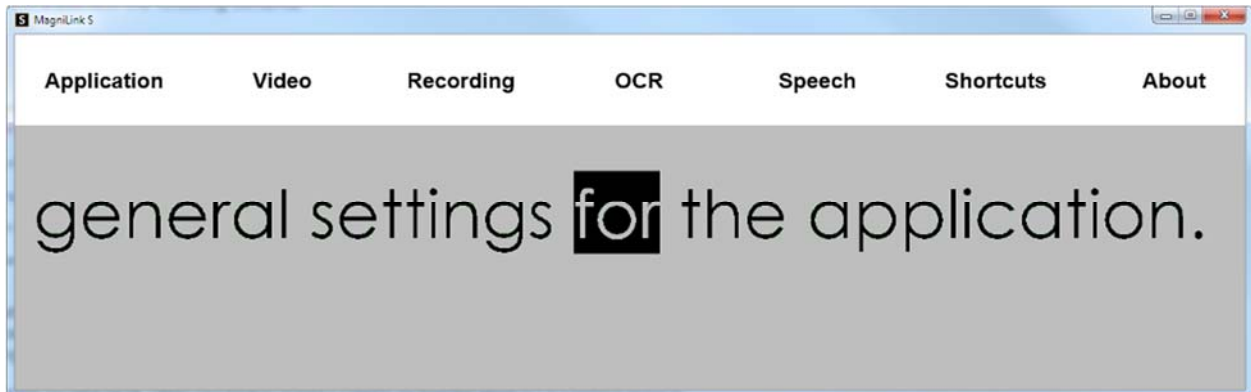 MagniLink S
Application Video Recording OCR Speech Shortcuts About
general settings for the application.